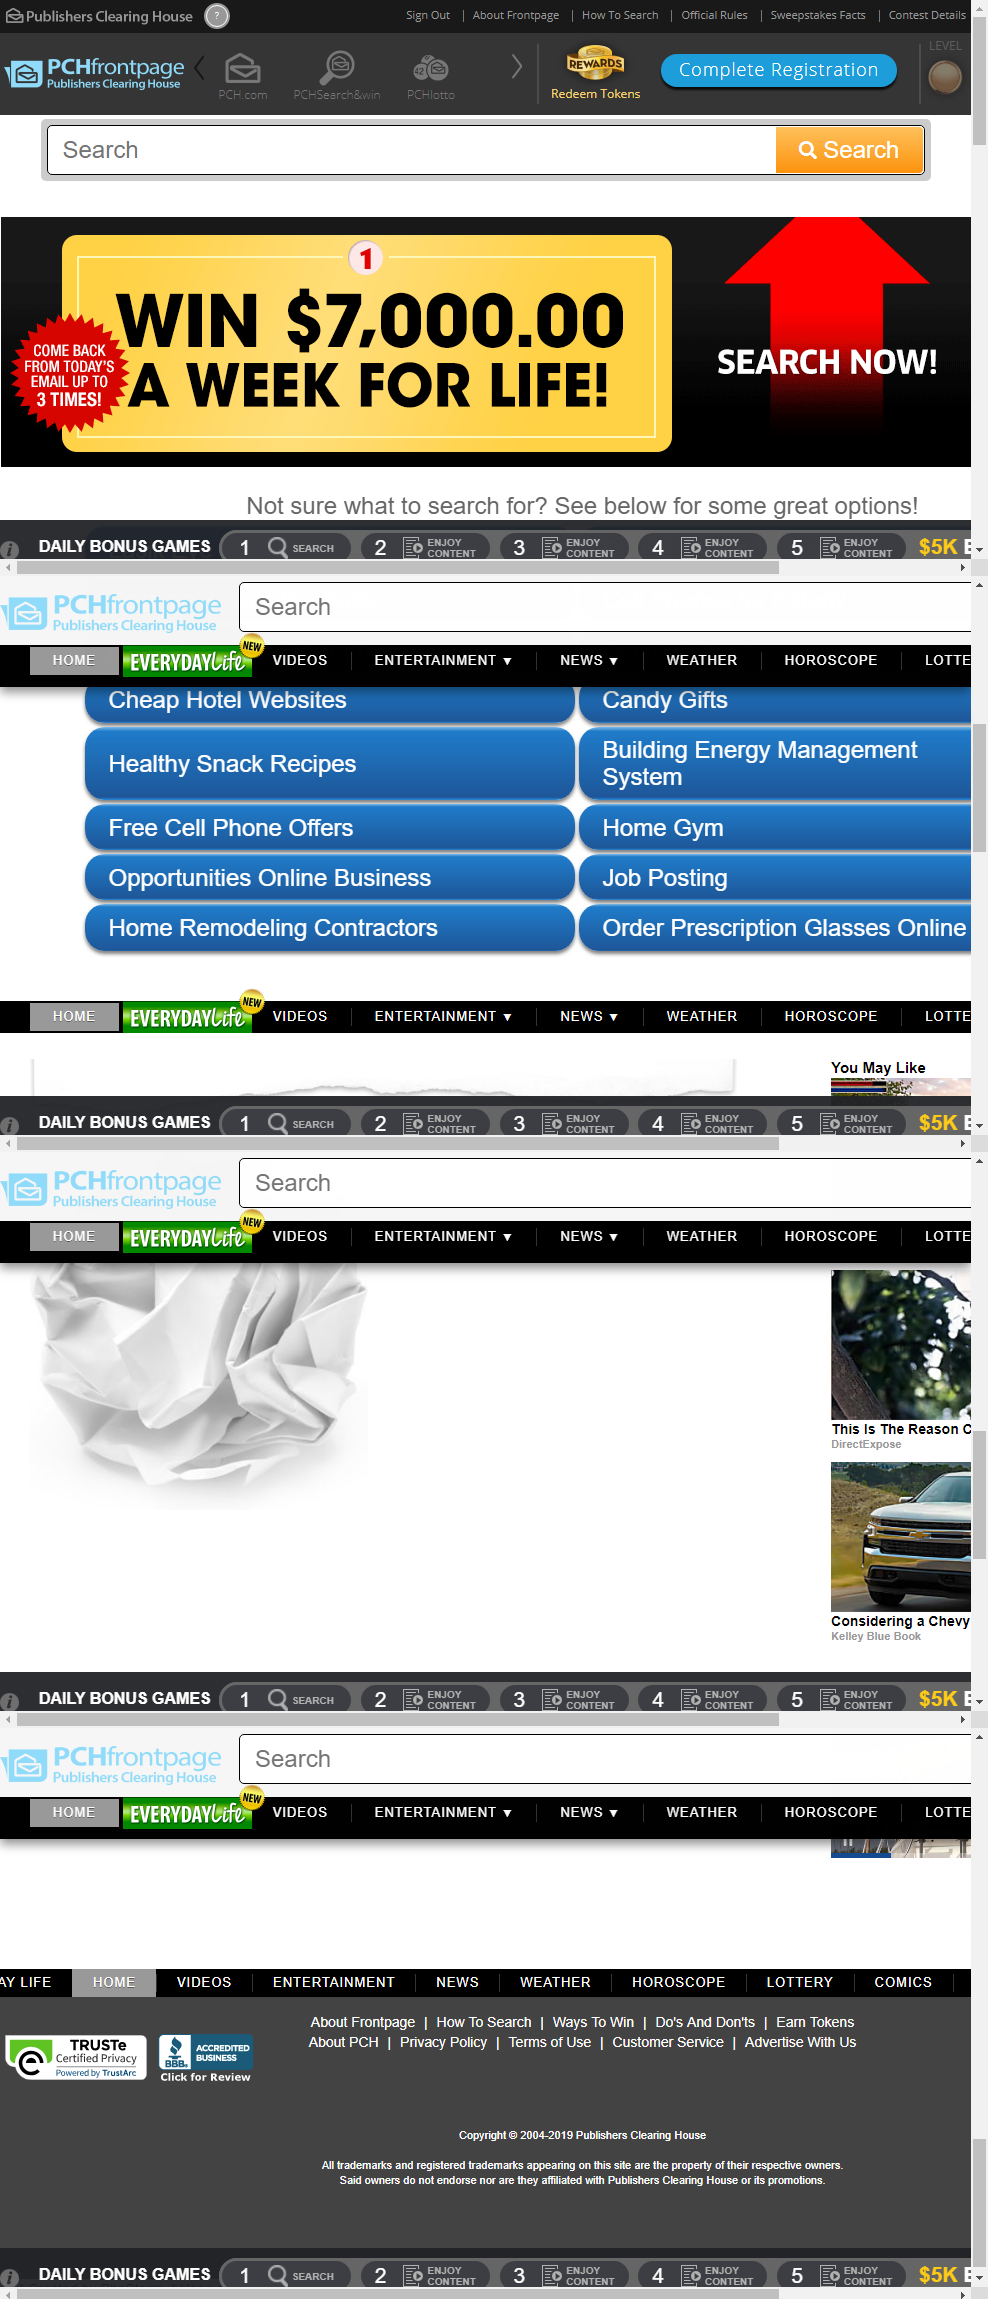 Publishers Clearing House ?
Sign Out | About Frontpage | How To Search | Official Rules | Sweepstakes Facts | Contest Details
PCHfrontpage
Publishers Clearing House
PCH.com PCHSearch&win PCHlotto
REWARDS
Redeem Tokens
Complete Registration
LEVEL
Search Search
1
WIN $7,000.00
A WEEK FOR LIFE!
COME BACK
FROM TODAY'S
EMAIL UP TO
3 TIMES!
SEARCH NOW!
Not sure what to search for? See below for some great options!
i DAILY BONUS GAMES 1 SEARCH 2 ENJOY CONTENT 3 ENJOY CONTENT 4 ENJOY CONTENT 5 ENJOY CONTENT $5K
PCHfrontpage
Publishers Clearing House
Search
HOME EVERYDAYLife NEW VIDEOS ENTERTAINMENT ▼ NEWS ▼ WEATHER HOROSCOPE LOTTE
Cheap Hotel Websites Candy Gifts
Healthy Snack Recipes Building Energy Management
System
Free Cell Phone Offers Home Gym
Opportunities Online Business Job Posting
Home Remodeling Contractors Order Prescription Glasses Online
HOME EVERYDAYLife NEW VIDEOS ENTERTAINMENT ▼ NEWS ▼ WEATHER HOROSCOPE LOTTE
You May Like
i DAILY BONUS GAMES 1 SEARCH 2 ENJOY CONTENT 3 ENJOY CONTENT 4 ENJOY CONTENT 5 ENJOY CONTENT $5K
PCHfrontpage
Publishers Clearing House
Search
HOME EVERYDAYLife NEW VIDEOS ENTERTAINMENT ▼ NEWS ▼ WEATHER HOROSCOPE LOTTE
This Is The Reason C
DirectExpose
Considering a Chevy
Kelley Blue Book
i DAILY BONUS GAMES 1 SEARCH 2 ENJOY CONTENT 3 ENJOY CONTENT 4 ENJOY CONTENT 5 ENJOY CONTENT $5K
PCHfrontpage
Publishers Clearing House
Search
HOME EVERYDAYLife NEW VIDEOS ENTERTAINMENT ▼ NEWS ▼ WEATHER HOROSCOPE LOTTE
AY LIFE HOME VIDEOS ENTERTAINMENT NEWS WEATHER HOROSCOPE LOTTERY COMICS
About Frontpage | How To Search | Ways To Win | Do's And Don'ts | Earn Tokens
About PCH | Privacy Policy | Terms of Use | Customer Service | Advertise With Us
TRUSTe
Certified Privacy
Powered by TrustArc
BBB.
ACCREDITED
BUSINESS
Click for Review
Copyright © 2004-2019 Publishers Clearing House
All trademarks and registered trademarks appearing on this site are the property of their respective owners.
Said owners do not endorse nor are they affiliated with Publishers Clearing House or its promotions.
i DAILY BONUS GAMES 1 SEARCH 2 ENJOY CONTENT 3 ENJOY CONTENT 4 ENJOY CONTENT 5 ENJOY CONTENT $5K